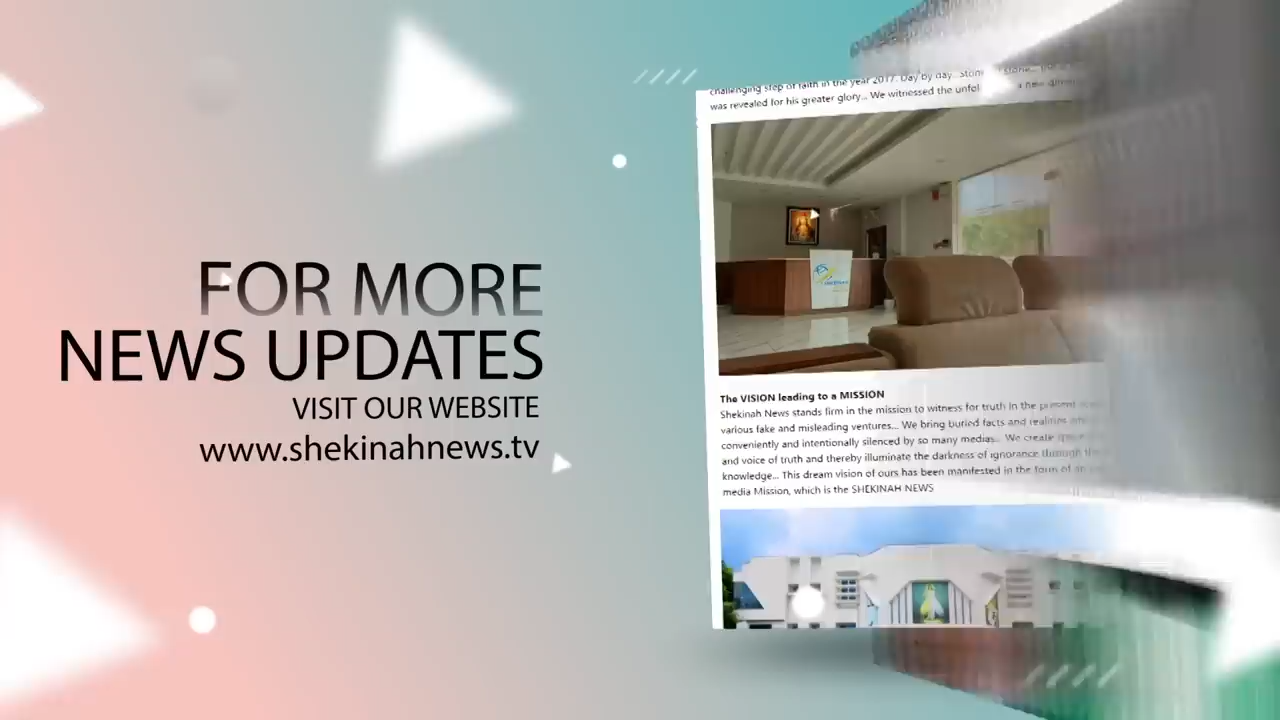 FOR MORE
NEWS UPDATES
VISIT OUR WEBSITE
www.shekinahnews.tv
challenging step of faith in the year 2017. Day by day...
was revealed for his greater glory... We witnessed the a new
The VISION leading to a MISSION
Shekinah News stands firm in the mission to witness for truth in the present
various fake and misleading ventures... We bring buried facts and realities
conveniently and intentionally silenced by so many medias... We create
and voice of truth and thereby illuminate the darkness of ignorance through
knowledge... This dream vision of ours has been manifested in the form of
media Mission, which is the SHEKINAH NEWS